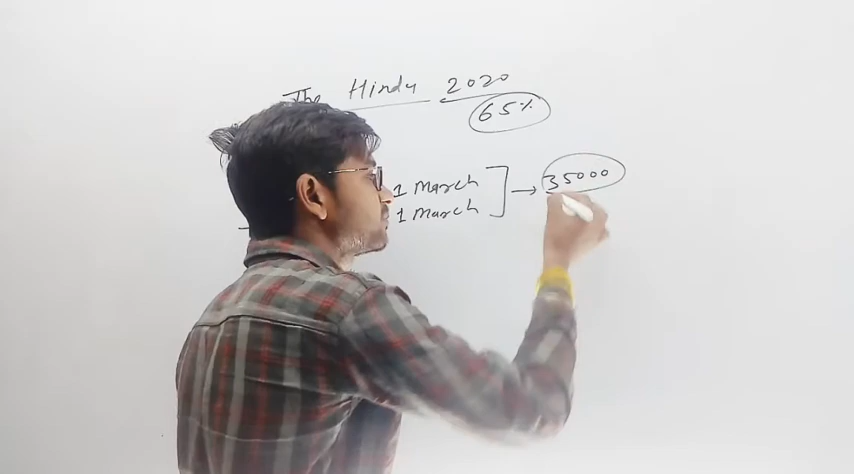 The Hindu 2020
65%
1 March → 35000
1 March